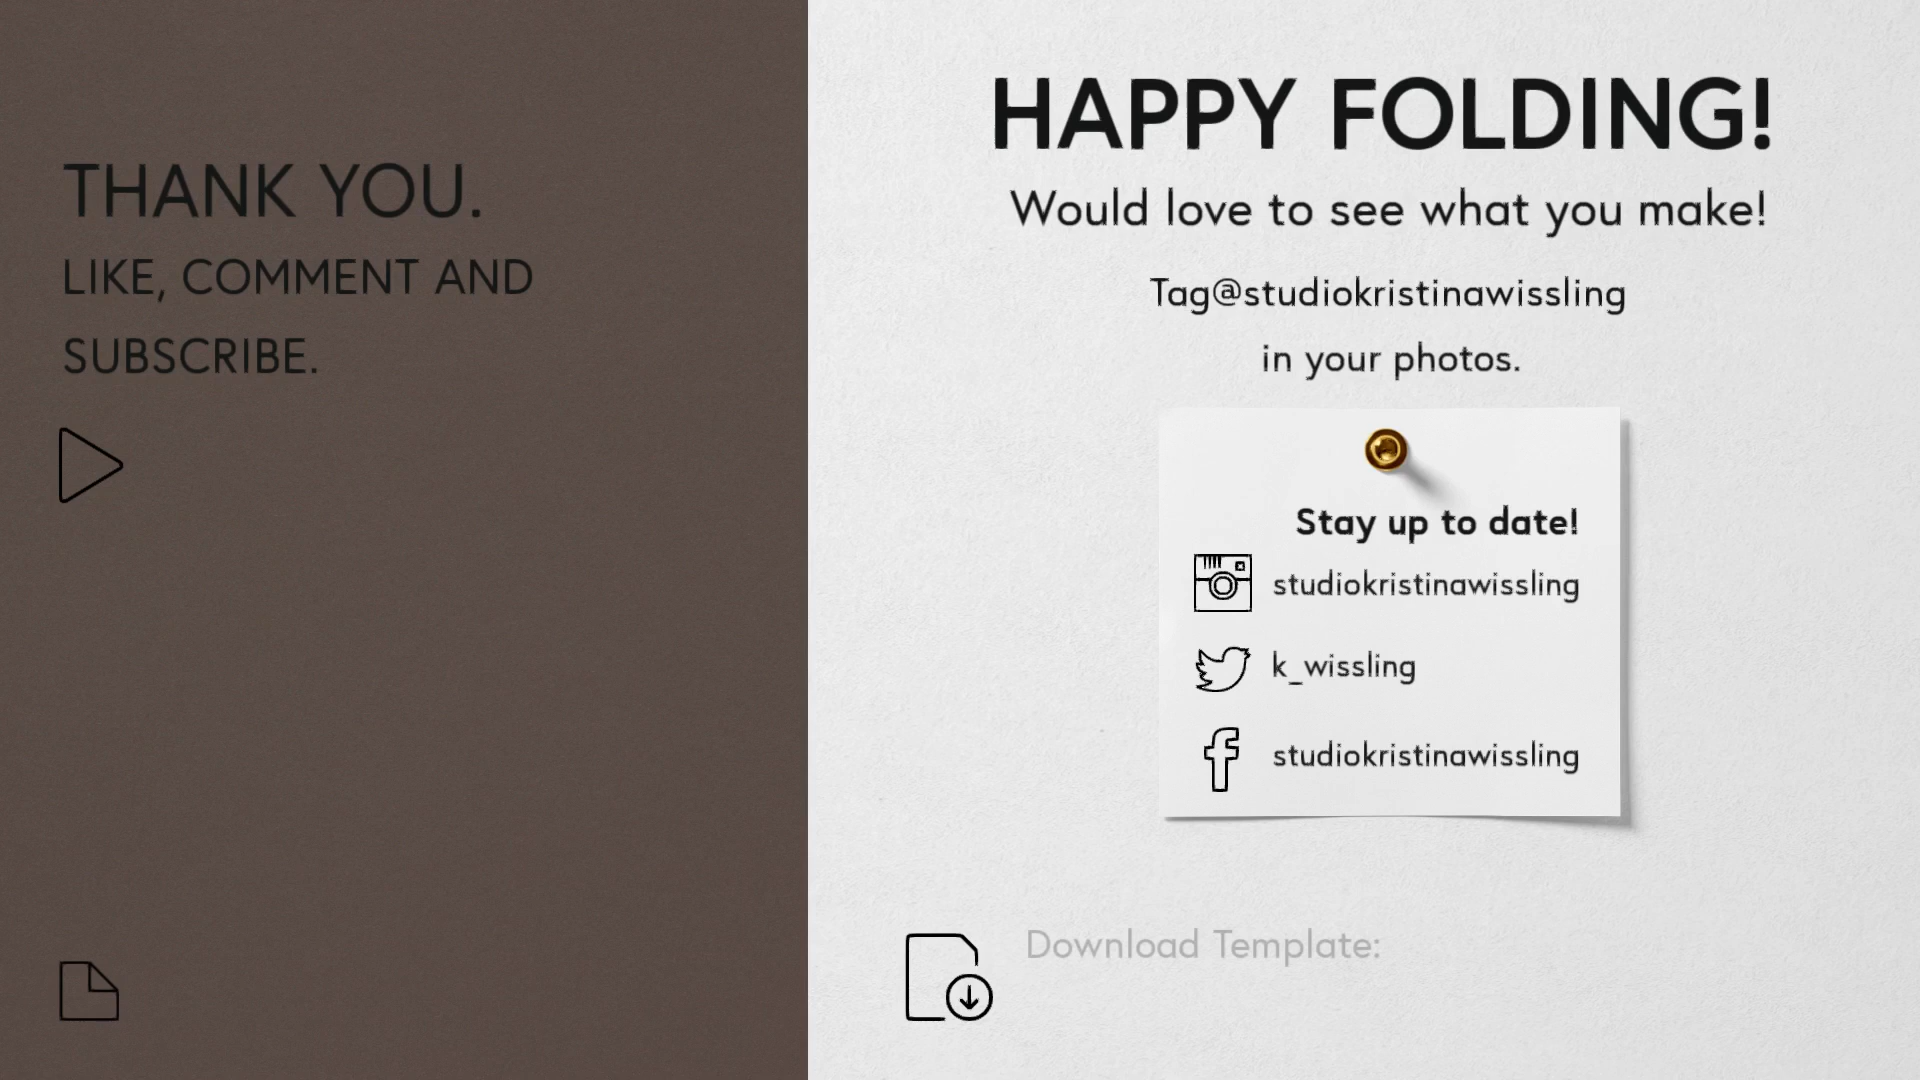 THANK YOU.
LIKE, COMMENT AND
SUBSCRIBE.
HAPPY FOLDING!
Would love to see what you make!
Tag@studiokristinawissling
in your photos.
Stay up to date!
studiokristinawissling
k_wissling
studiokristinawissling
Download Template: